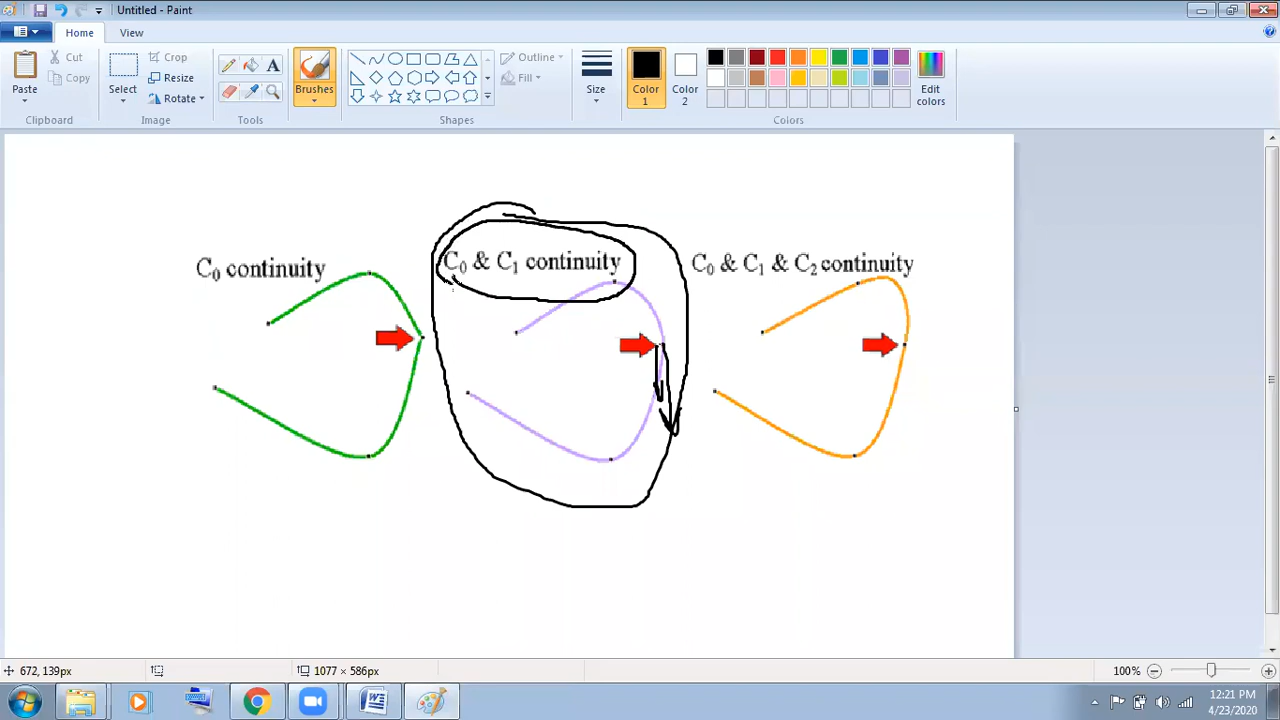 Untitled - Paint
Home
View
Paste
Cut
Copy
Clipboard
Select
Crop
Resize
Rotate
Image
A
Tools
Brushes
Shapes
Outline
Fill
Size
Color 1
Color 2
Edit colors
Colors
C0 continuity
C0 & C1 continuity
C0 & C1 & C2 continuity
672, 139px
1077 × 586px
100%
12:21 PM
4/23/2020